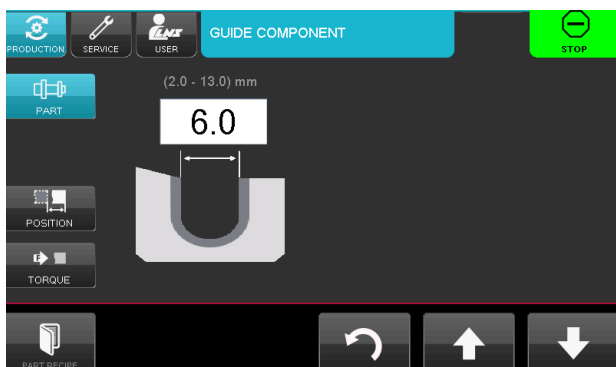 PRODUCTION
SERVICE
LNS
USER
GUIDE COMPONENT
STOP
PART
(2.0 - 13.0) mm
6.0
POSITION
F
TORQUE
PART RECIPE